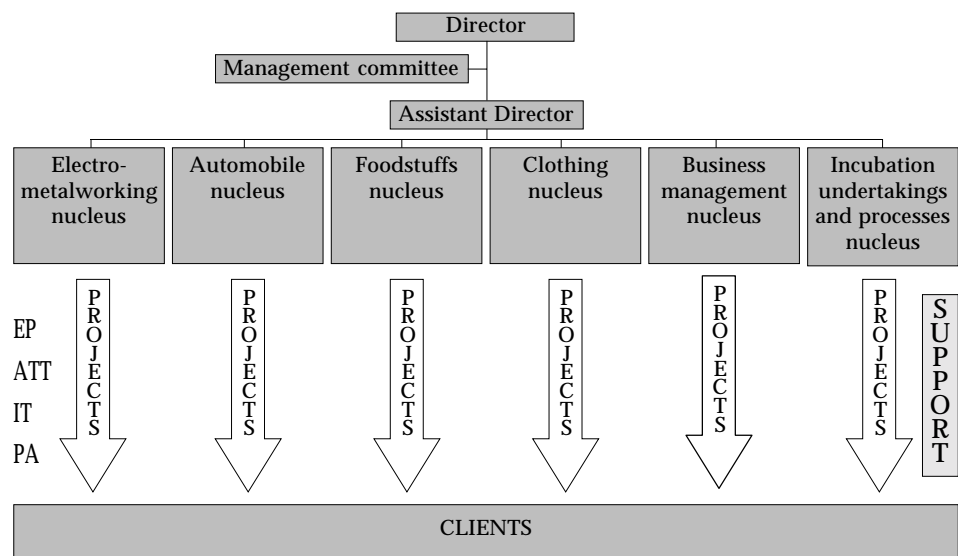 Director
Management committee
Assistant Director
Electro-
metalworking
nucleus
Automobile
nucleus
Foodstuffs
nucleus
Clothing
nucleus
Business
management
nucleus
Incubation
undertakings
and processes
nucleus
EP
ATT
IT
PA
PROJECTS
PROJECTS
PROJECTS
PROJECTS
PROJECTS
PROJECTS
SUPPORT
CLIENTS